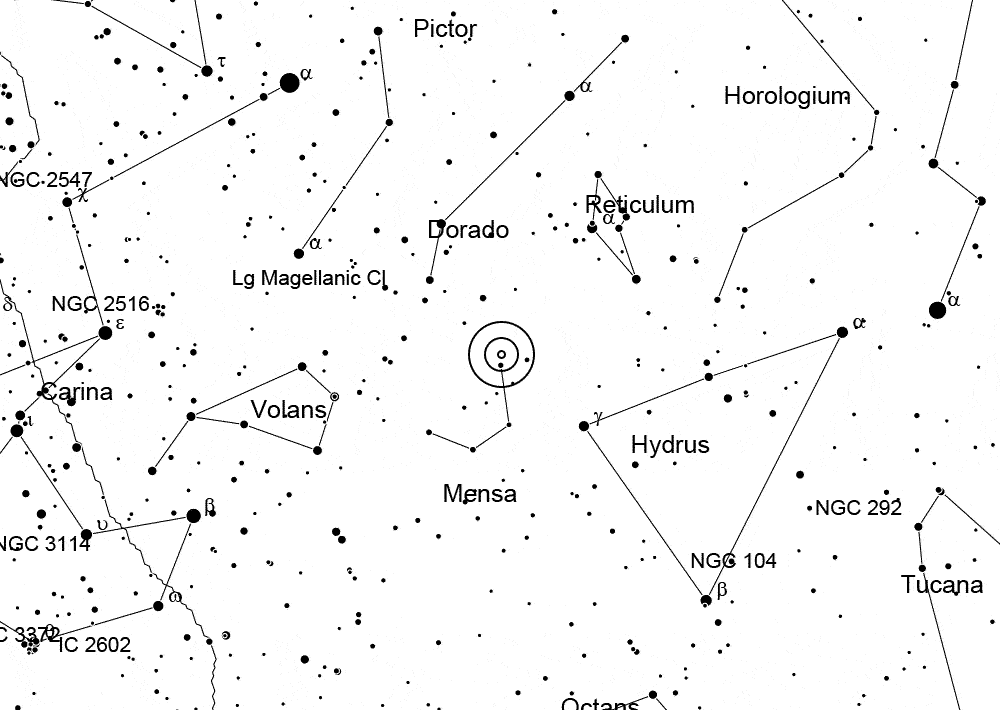 Pictor
τ
α
α
Horologium
NGC 2547
χ
Reticulum
α
Dorado
α
Lg Magellanic Cl
δ
NGC 2516
ε
α
α
Carina
Volans
ι
γ
Hydrus
Mensa
β
NGC 292
υ
NGC 3114
NGC 104
Tucana
β
ω
C 3372
θ
IC 2602
Octans